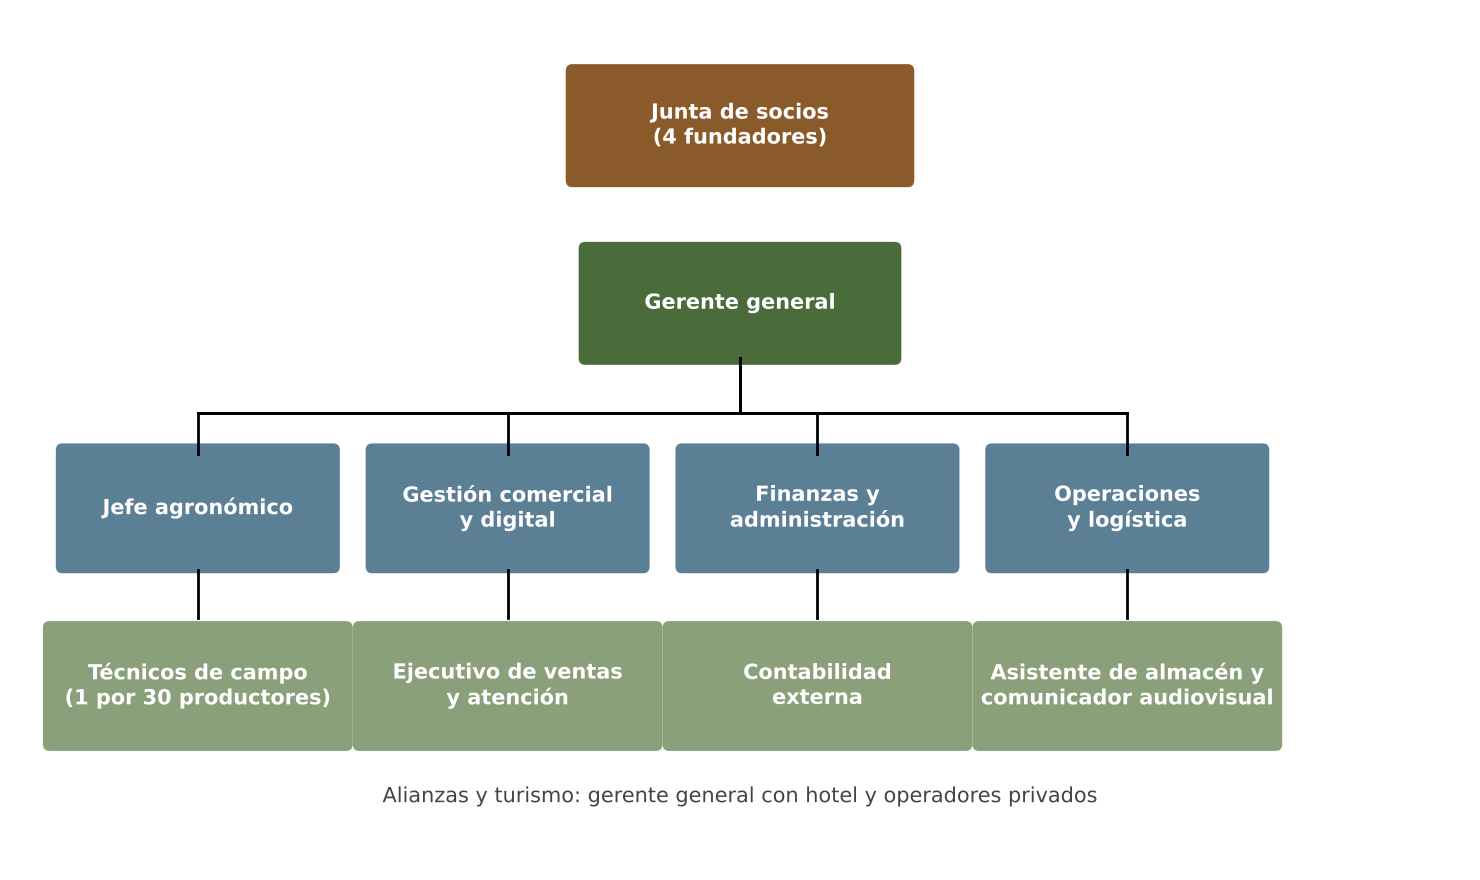 Junta de socios
(4 fundadores)
Gerente general
Jefe agronómico
Gestión comercial
y digital
Finanzas y
administración
Operaciones
y logística
Técnicos de campo
(1 por 30 productores)
Ejecutivo de ventas
y atención
Contabilidad
externa
Asistente de almacén y
comunicador audiovisual
Alianzas y turismo: gerente general con hotel y operadores privados